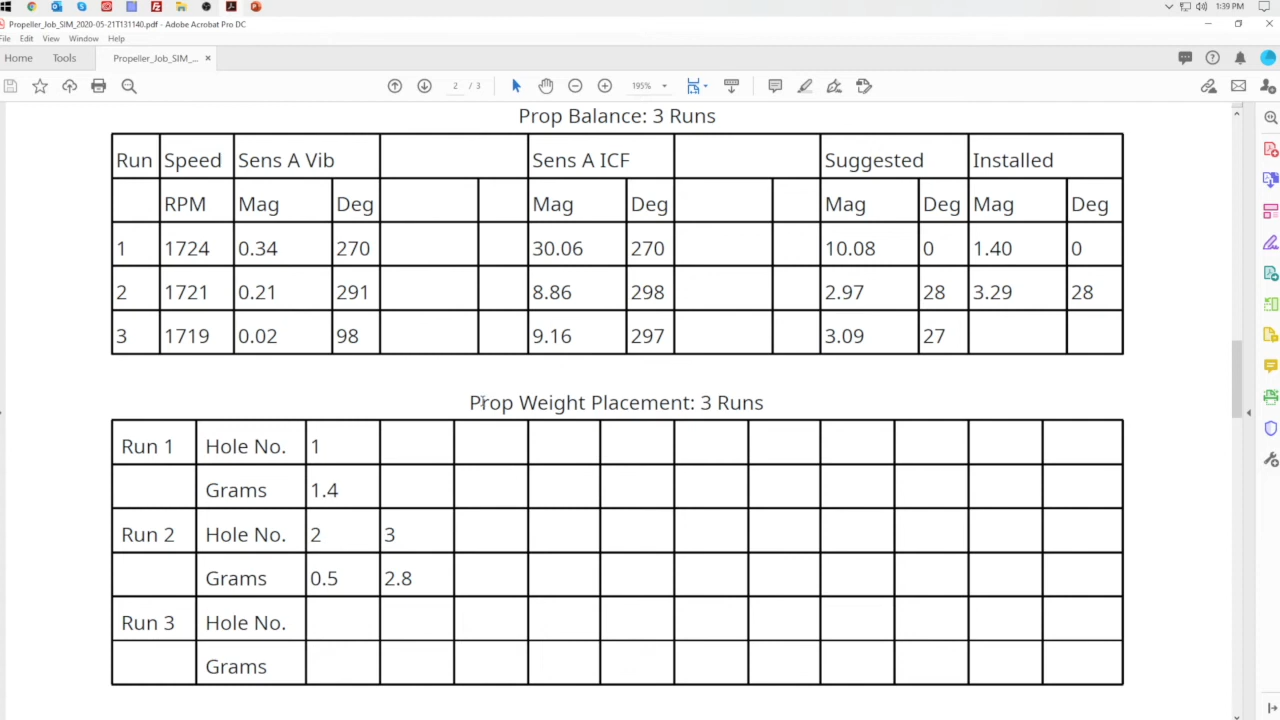 1:39 PM
Propeller_Job_SIM_2020-05-21T131140.pdf - Adobe Acrobat Pro DC
File Edit View Window Help
Home Tools Propeller_Job_SIM_... ×
2 / 3 195%
Prop Balance: 3 Runs
Run Speed Sens A Vib Sens A ICF Suggested Installed
RPM Mag Deg Mag Deg Mag Deg Mag Deg
1 1724 0.34 270 30.06 270 10.08 0 1.40 0
2 1721 0.21 291 8.86 298 2.97 28 3.29 28
3 1719 0.02 98 9.16 297 3.09 27
Prop Weight Placement: 3 Runs
Run 1 Hole No. 1
Grams 1.4
Run 2 Hole No. 2 3
Grams 0.5 2.8
Run 3 Hole No.
Grams